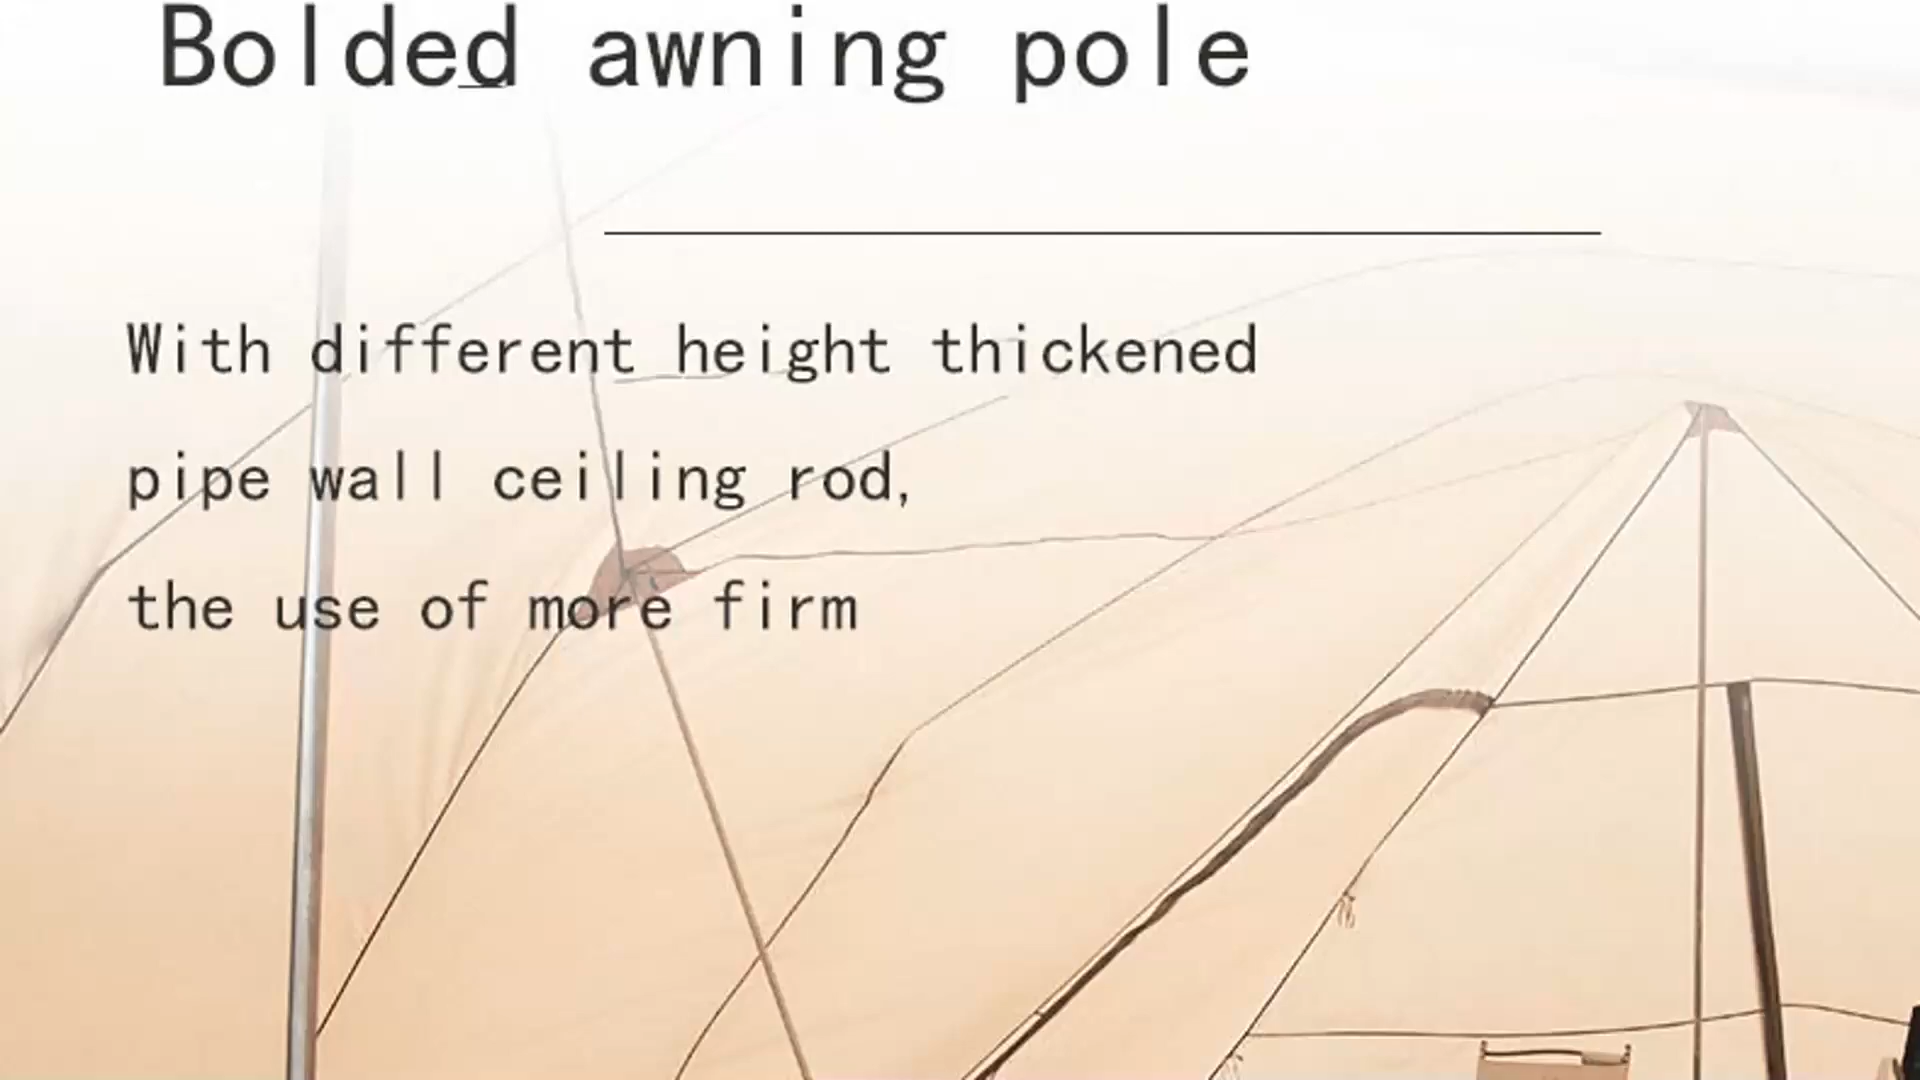 Bolded awning pole
With different height thickened
pipe wall ceiling rod,
the use of more firm